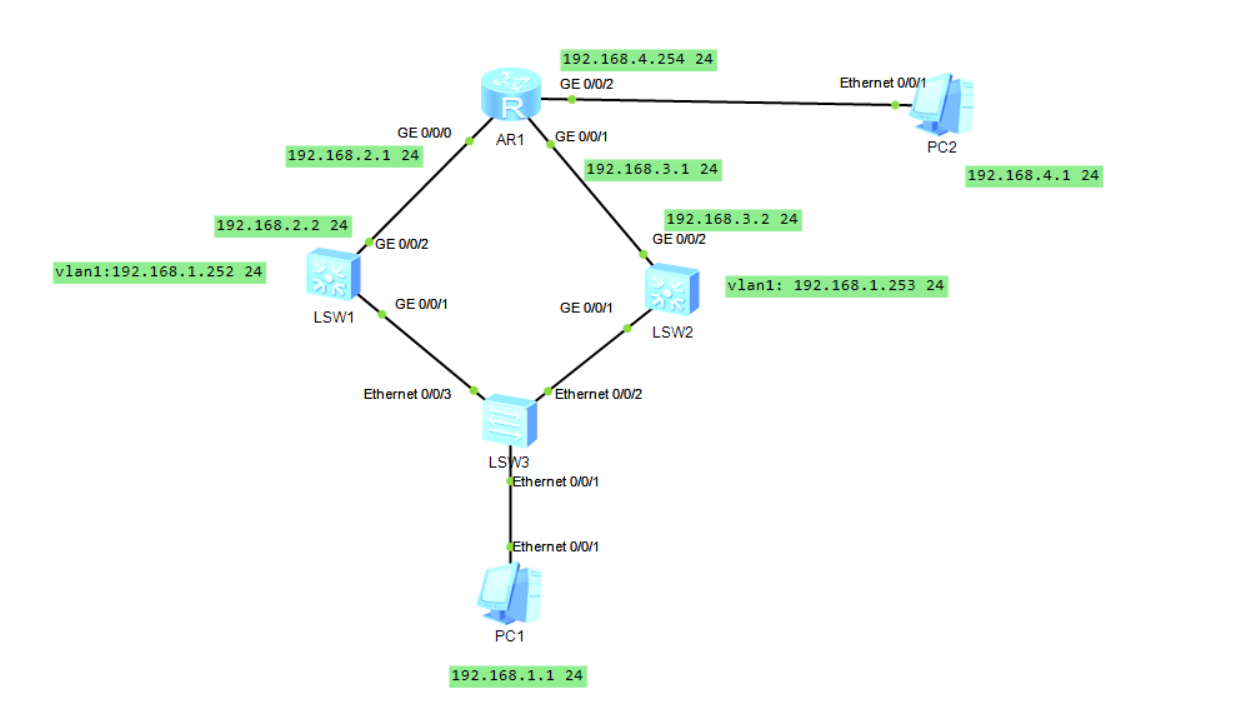 192.168.4.254 24
GE 0/0/2
Ethernet 0/0/1
R
AR1
PC2
GE 0/0/0
GE 0/0/1
192.168.2.1 24
192.168.3.1 24
192.168.4.1 24
192.168.2.2 24
192.168.3.2 24
GE 0/0/2
GE 0/0/2
vlan1:192.168.1.252 24
vlan1: 192.168.1.253 24
GE 0/0/1
GE 0/0/1
LSW1
LSW2
Ethernet 0/0/3
Ethernet 0/0/2
LSW3
Ethernet 0/0/1
Ethernet 0/0/1
PC1
192.168.1.1 24